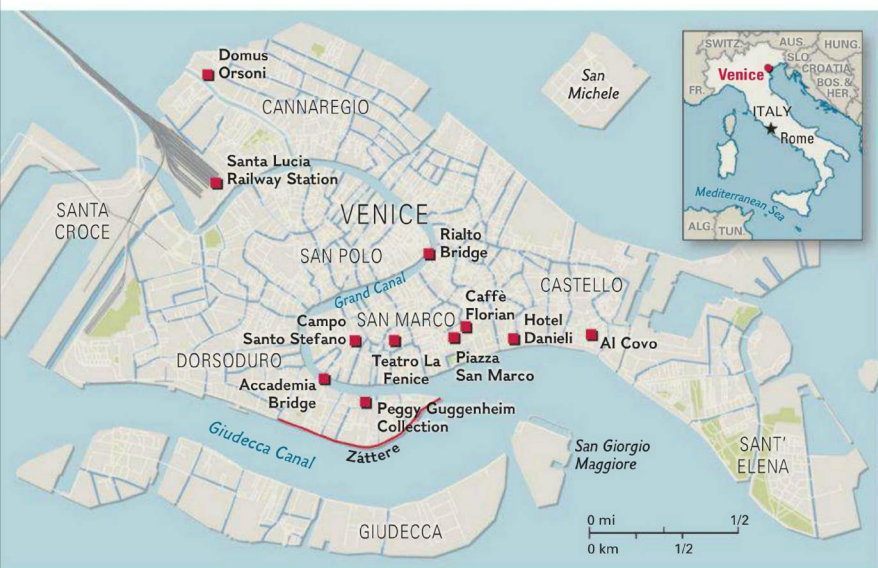 Domus
Orsoni
CANNAREGIO
San
Michele
Santa Lucia
Railway Station
SANTA
CROCE
VENICE
SAN POLO
Rialto
Bridge
Grand Canal
CASTELLO
Caffè
Florian
Campo
Santo Stefano
SAN MARCO
Hotel
Danieli
Al Covo
DORSODURO
Teatro La
Fenice
Piazza
San Marco
Accademia
Bridge
Peggy Guggenheim
Collection
Giudecca Canal
Záttere
San Giorgio
Maggiore
SANT'
ELENA
GIUDECCA
0 mi 1/2
0 km 1/2
SWITZ.
AUS.
HUNG.
SLO.
CROATIA
Venice
BOS. &
HER.
FR.
ITALY
Rome
Mediterranean Sea
ALG.
TUN.